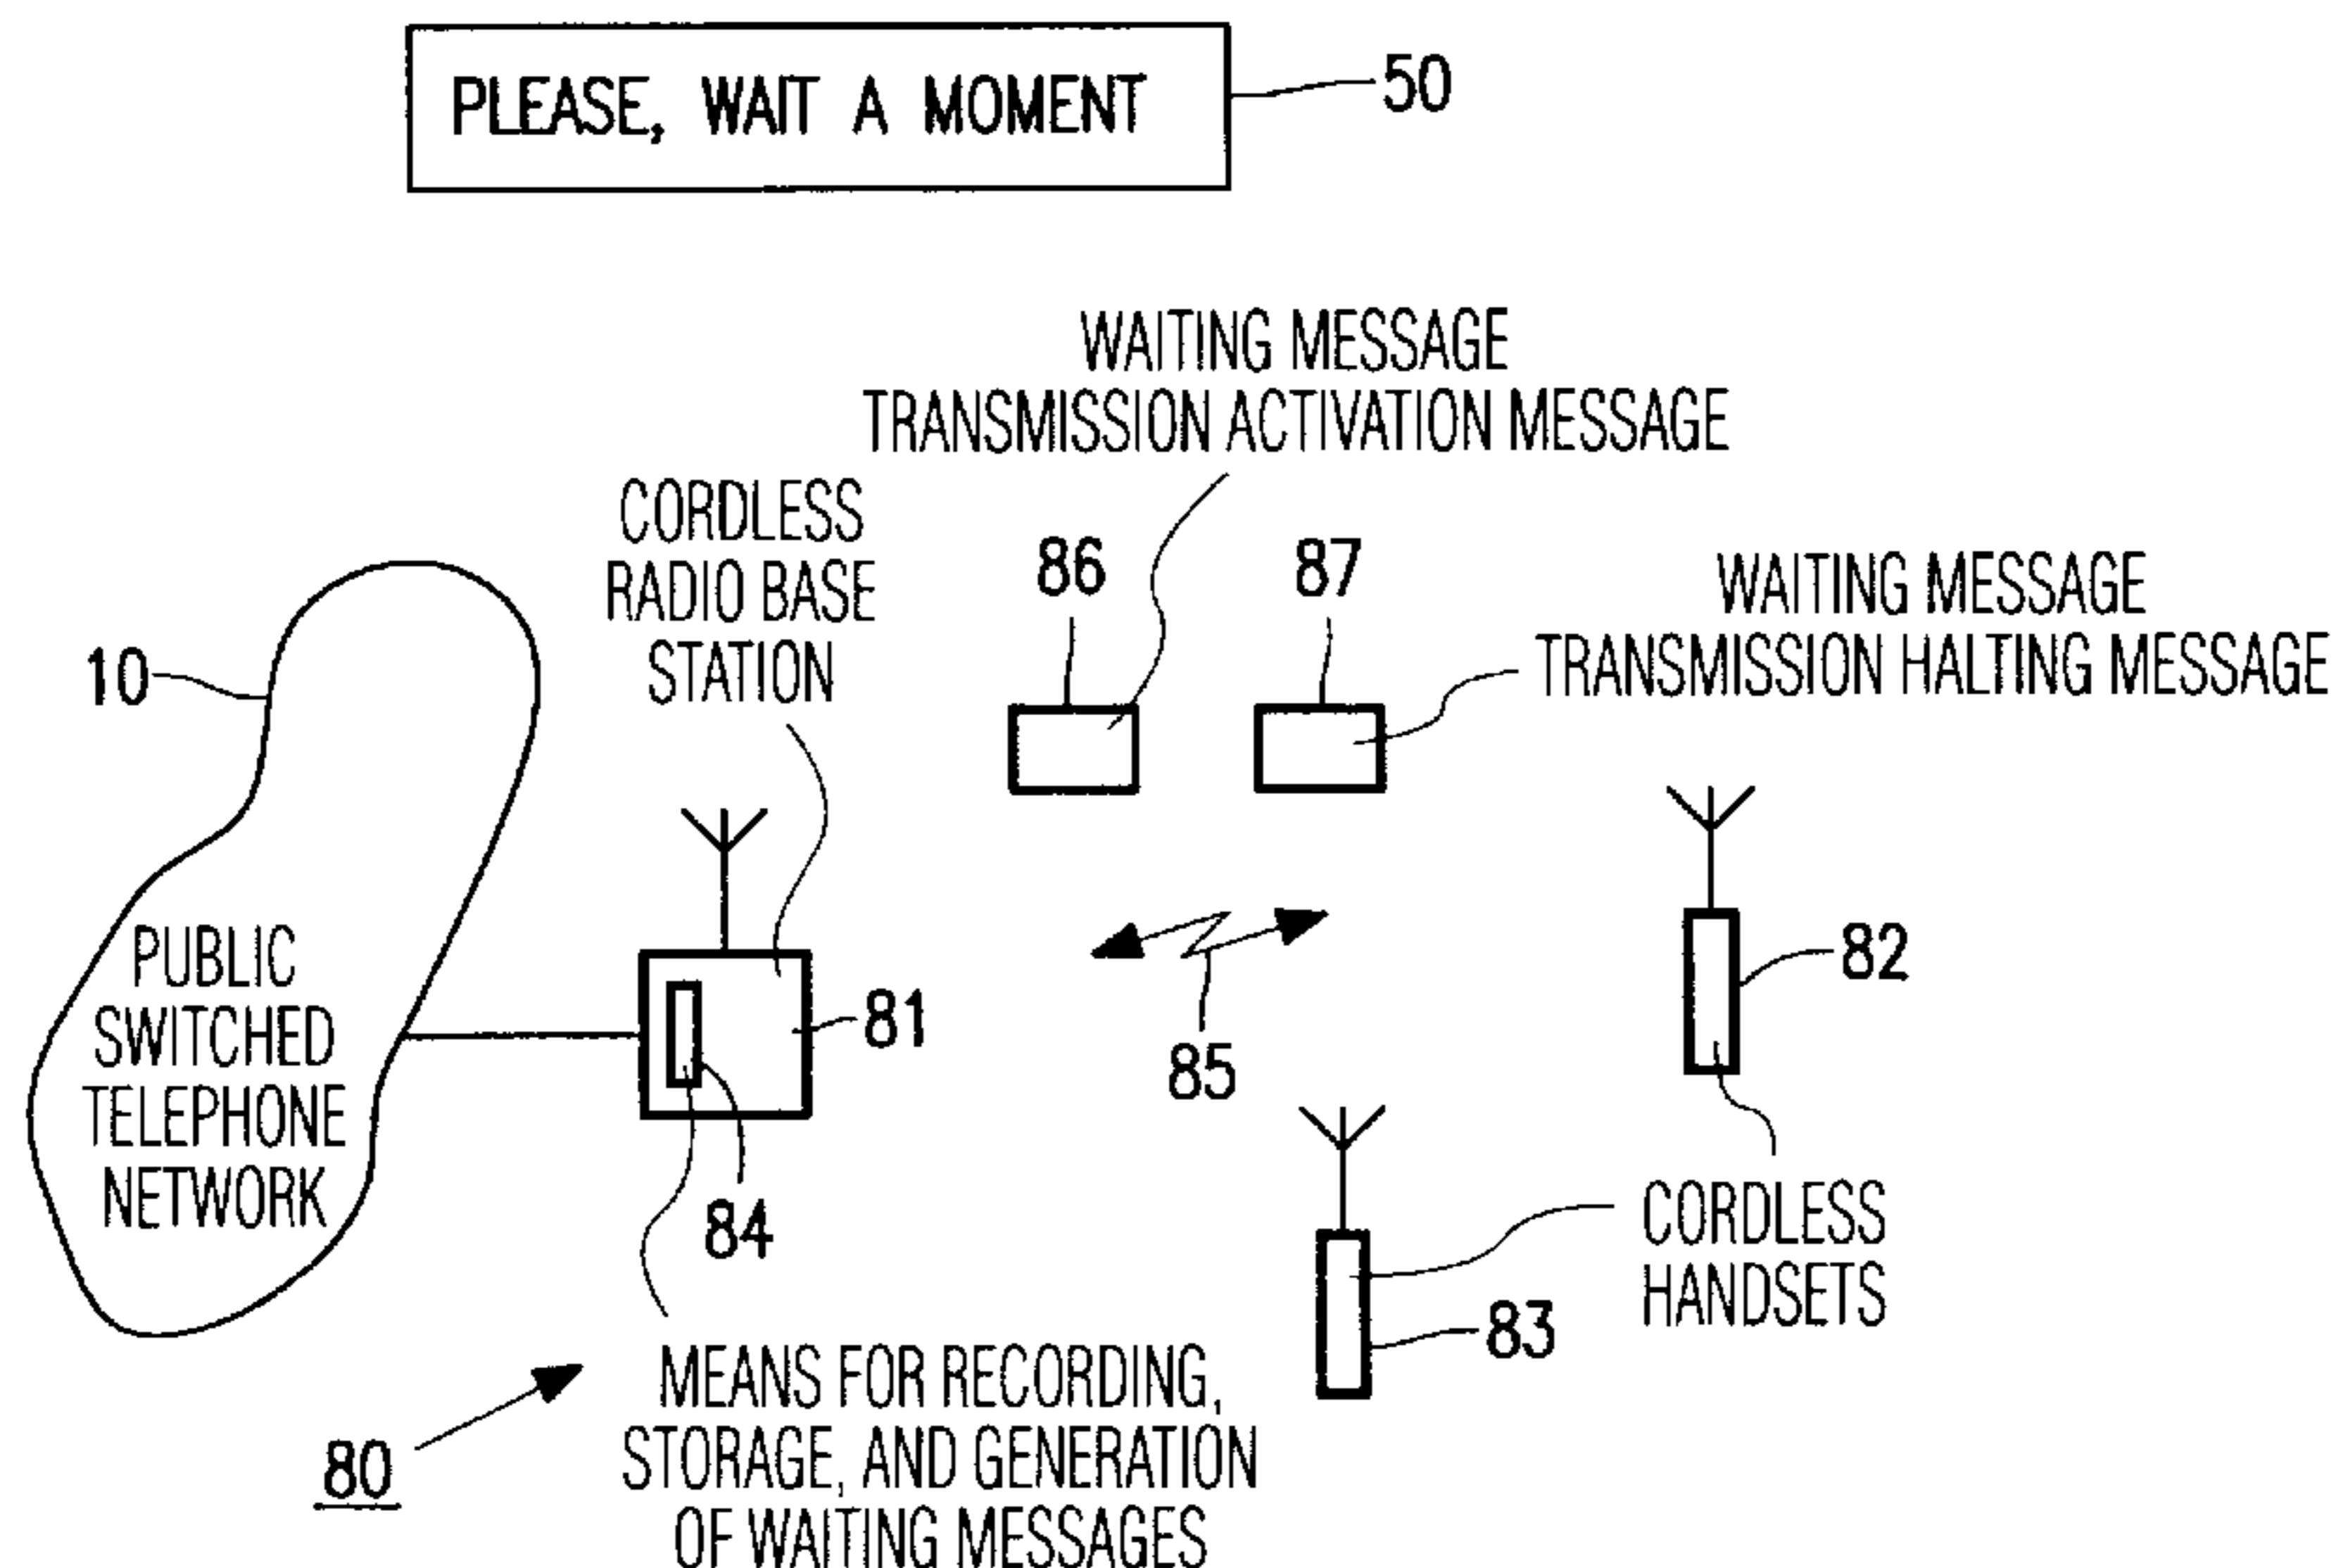 PLEASE, WAIT A MOMENT
50
WAITING MESSAGE
TRANSMISSION ACTIVATION MESSAGE
CORDLESS
RADIO BASE
STATION
86
87
WAITING MESSAGE
TRANSMISSION HALTING MESSAGE
10
PUBLIC
SWITCHED
TELEPHONE
NETWORK
81
85
82
84
83
CORDLESS
HANDSETS
80
MEANS FOR RECORDING,
STORAGE, AND GENERATION
OF WAITING MESSAGES